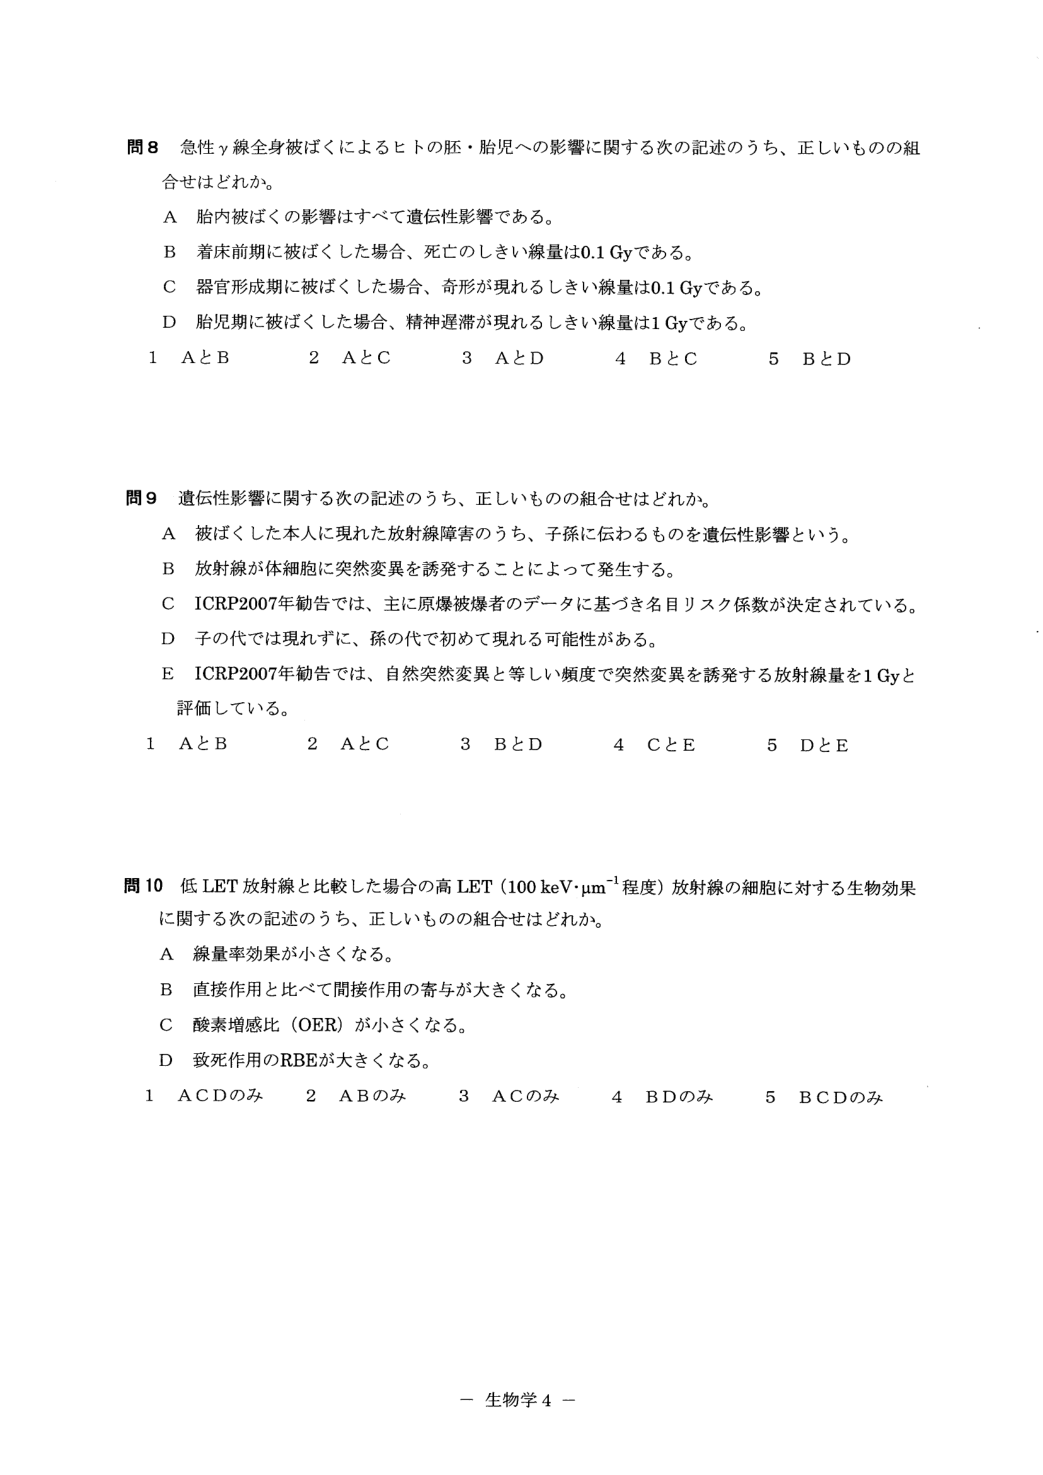 問8 急性γ線全身被ばくによるヒトの胚・胎児への影響に関する次の記述のうち、正しいものの組
合せはどれか。
A 胎内被ばくの影響はすべて遺伝性影響である。
B 着床前期に被ばくした場合、死亡のしきい線量は0.1 Gyである。
C 器官形成期に被ばくした場合、奇形が現れるしきい線量は0.1 Gyである。
D 胎児期に被ばくした場合、精神遅滞が現れるしきい線量は1 Gyである。
1 AとB 2 AとC 3 AとD 4 BとC 5 BとD
問9 遺伝性影響に関する次の記述のうち、正しいものの組合せはどれか。
A 被ばくした本人に現れた放射線障害のうち、子孫に伝わるものを遺伝性影響という。
B 放射線が体細胞に突然変異を誘発することによって発生する。
C ICRP2007年勧告では、主に原爆被爆者のデータに基づき名目リスク係数が決定されている。
D 子の代では現れずに、孫の代で初めて現れる可能性がある。
E ICRP2007年勧告では、自然突然変異と等しい頻度で突然変異を誘発する放射線量を1 Gyと
評価している。
1 AとB 2 AとC 3 BとD 4 CとE 5 DとE
問10 低 LET 放射線と比較した場合の高 LET（100 keV·μm⁻¹程度）放射線の細胞に対する生物効果
に関する次の記述のうち、正しいものの組合せはどれか。
A 線量率効果が小さくなる。
B 直接作用と比べて間接作用の寄与が大きくなる。
C 酸素増感比（OER）が小さくなる。
D 致死作用のRBEが大きくなる。
1 ACDのみ 2 ABのみ 3 ACのみ 4 BDのみ 5 BCDのみ
－ 生物学 4 －